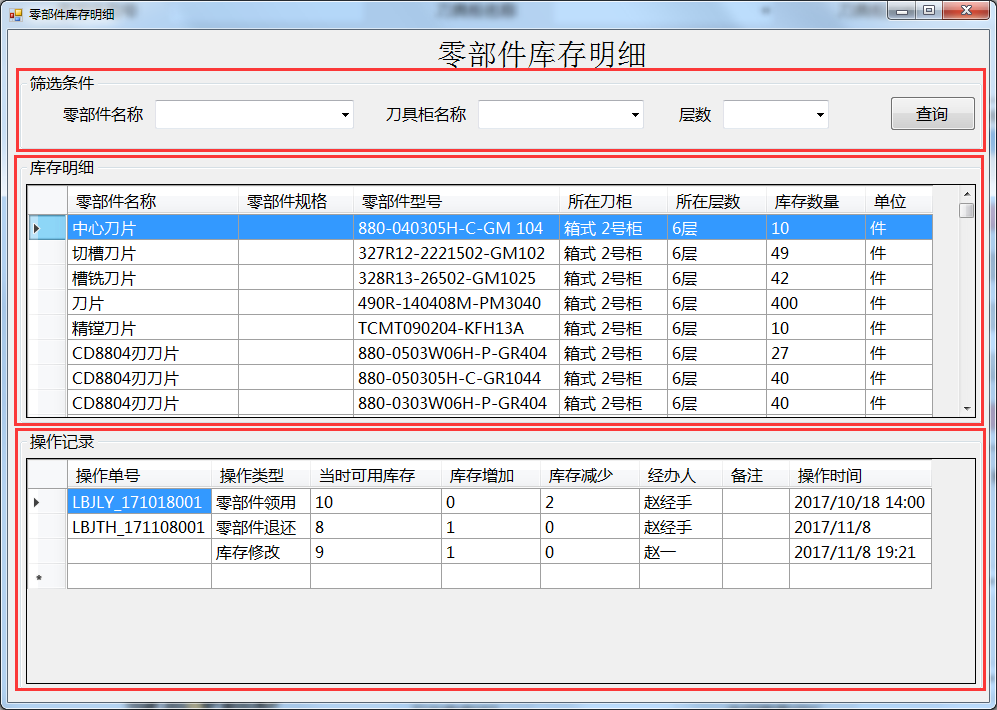 零部件库存明细
零部件库存明细
筛选条件
零部件名称 刀具柜名称 层数 查询
库存明细
零部件名称 零部件规格 零部件型号 所在刀柜 所在层数 库存数量 单位
中心刀片 880-040305H-C-GM 104 箱式 2号柜 6层 10 件
切槽刀片 327R12-2221502-GM102 箱式 2号柜 6层 49 件
槽铣刀片 328R13-26502-GM1025 箱式 2号柜 6层 42 件
刀片 490R-140408M-PM3040 箱式 2号柜 6层 400 件
精镗刀片 TCMT090204-KFH13A 箱式 2号柜 6层 10 件
CD8804刃刀片 880-0503W06H-P-GR404 箱式 2号柜 6层 27 件
CD8804刃刀片 880-050305H-C-GR1044 箱式 2号柜 6层 40 件
CD8804刃刀片 880-0303W06H-P-GR404 箱式 2号柜 6层 40 件
操作记录
操作单号 操作类型 当时可用库存 库存增加 库存减少 经办人 备注 操作时间
LBJLY_171018001 零部件领用 10 0 2 赵经手 2017/10/18 14:00
LBJTH_171108001 零部件退还 8 1 0 赵经手 2017/11/8
库存修改 9 1 0 赵一 2017/11/8 19:21